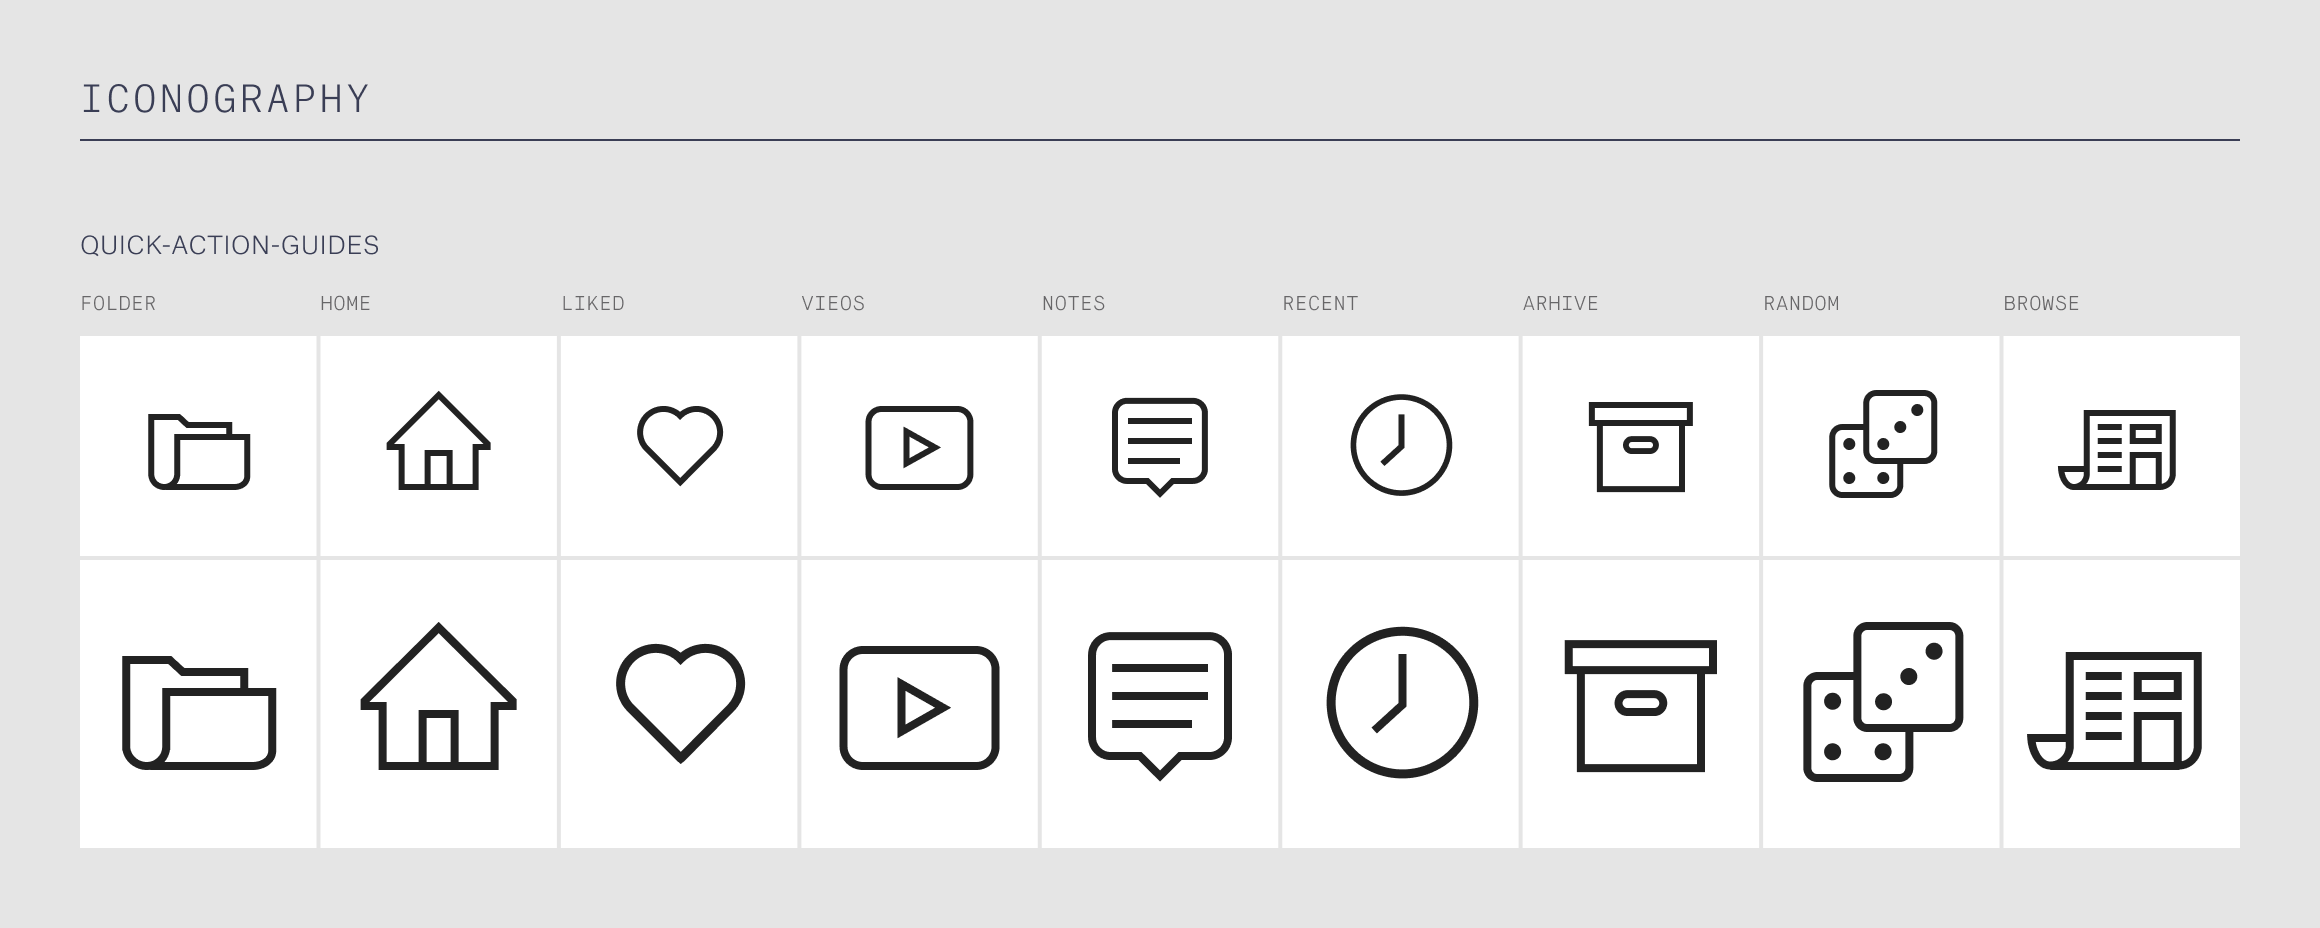 ICONOGRAPHY
QUICK-ACTION-GUIDES
FOLDER HOME LIKED VIEOS NOTES RECENT ARHIVE RANDOM BROWSE